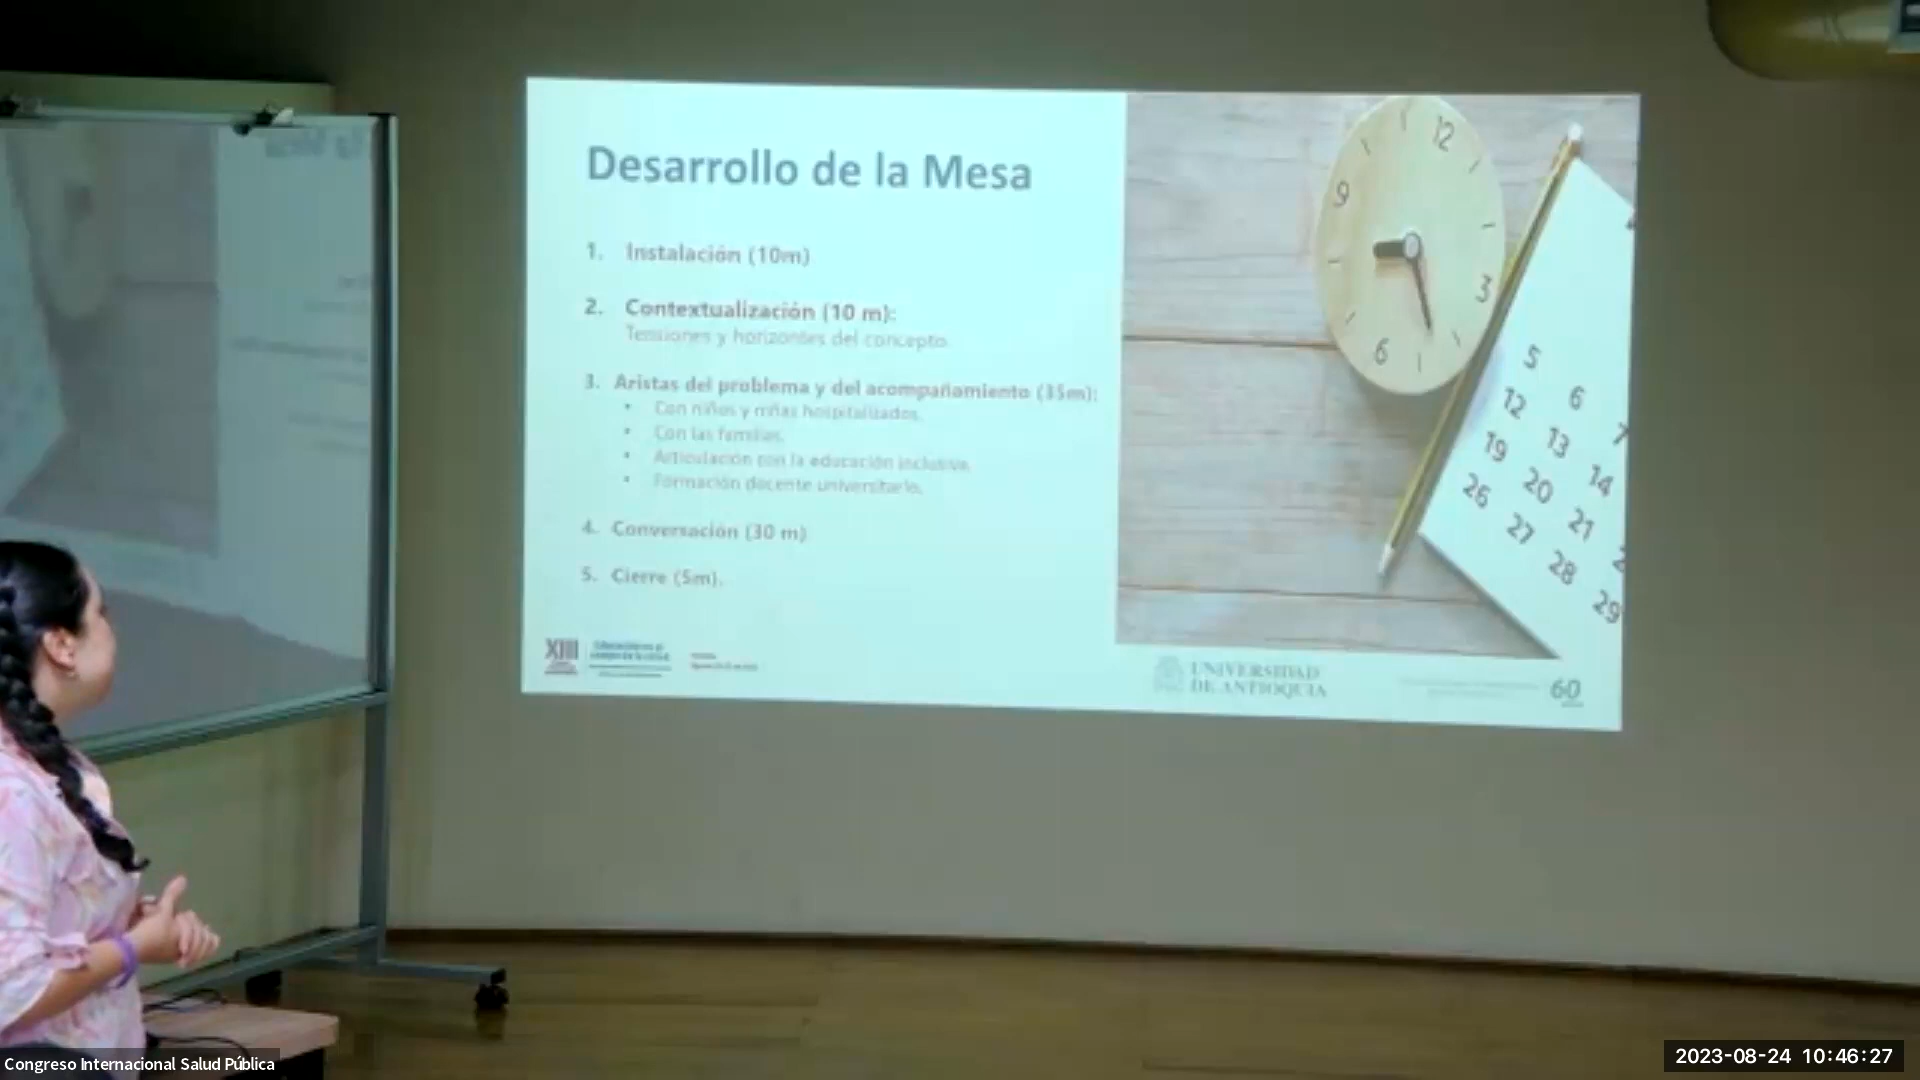 Desarrollo de la Mesa
1. Instalación (10m)
2. Contextualización (10 m):
Tensiones y horizontes del concepto.
3. Aristas del problema y del acompañamiento (35m):
• Con niños y niñas hospitalizados.
• Con las familias.
• Articulación con la educación inclusiva.
• Formación docente universitario.
4. Conversación (30 m)
5. Cierre (5m).
12
9
3
6
5
6
7
12
13
14
19
20
21
26
27
28
29
XIII
UNIVERSIDAD
DE ANTIOQUIA
60
Congreso Internacional Salud Pública
2023-08-24 10:46:27